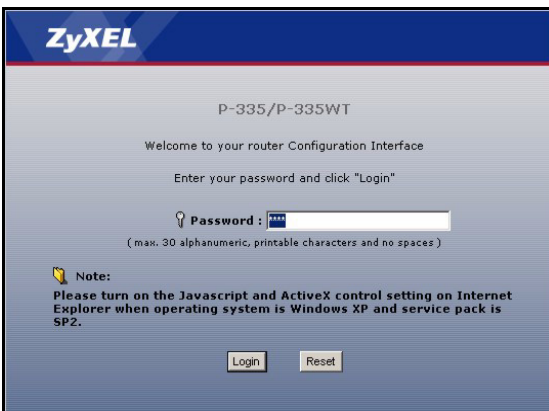 ZyXEL
P-335/P-335WT
Welcome to your router Configuration Interface
Enter your password and click "Login"
Password : ****
( max. 30 alphanumeric, printable characters and no spaces )
Note:
Please turn on the Javascript and ActiveX control setting on Internet
Explorer when operating system is Windows XP and service pack is
SP2.
Login Reset